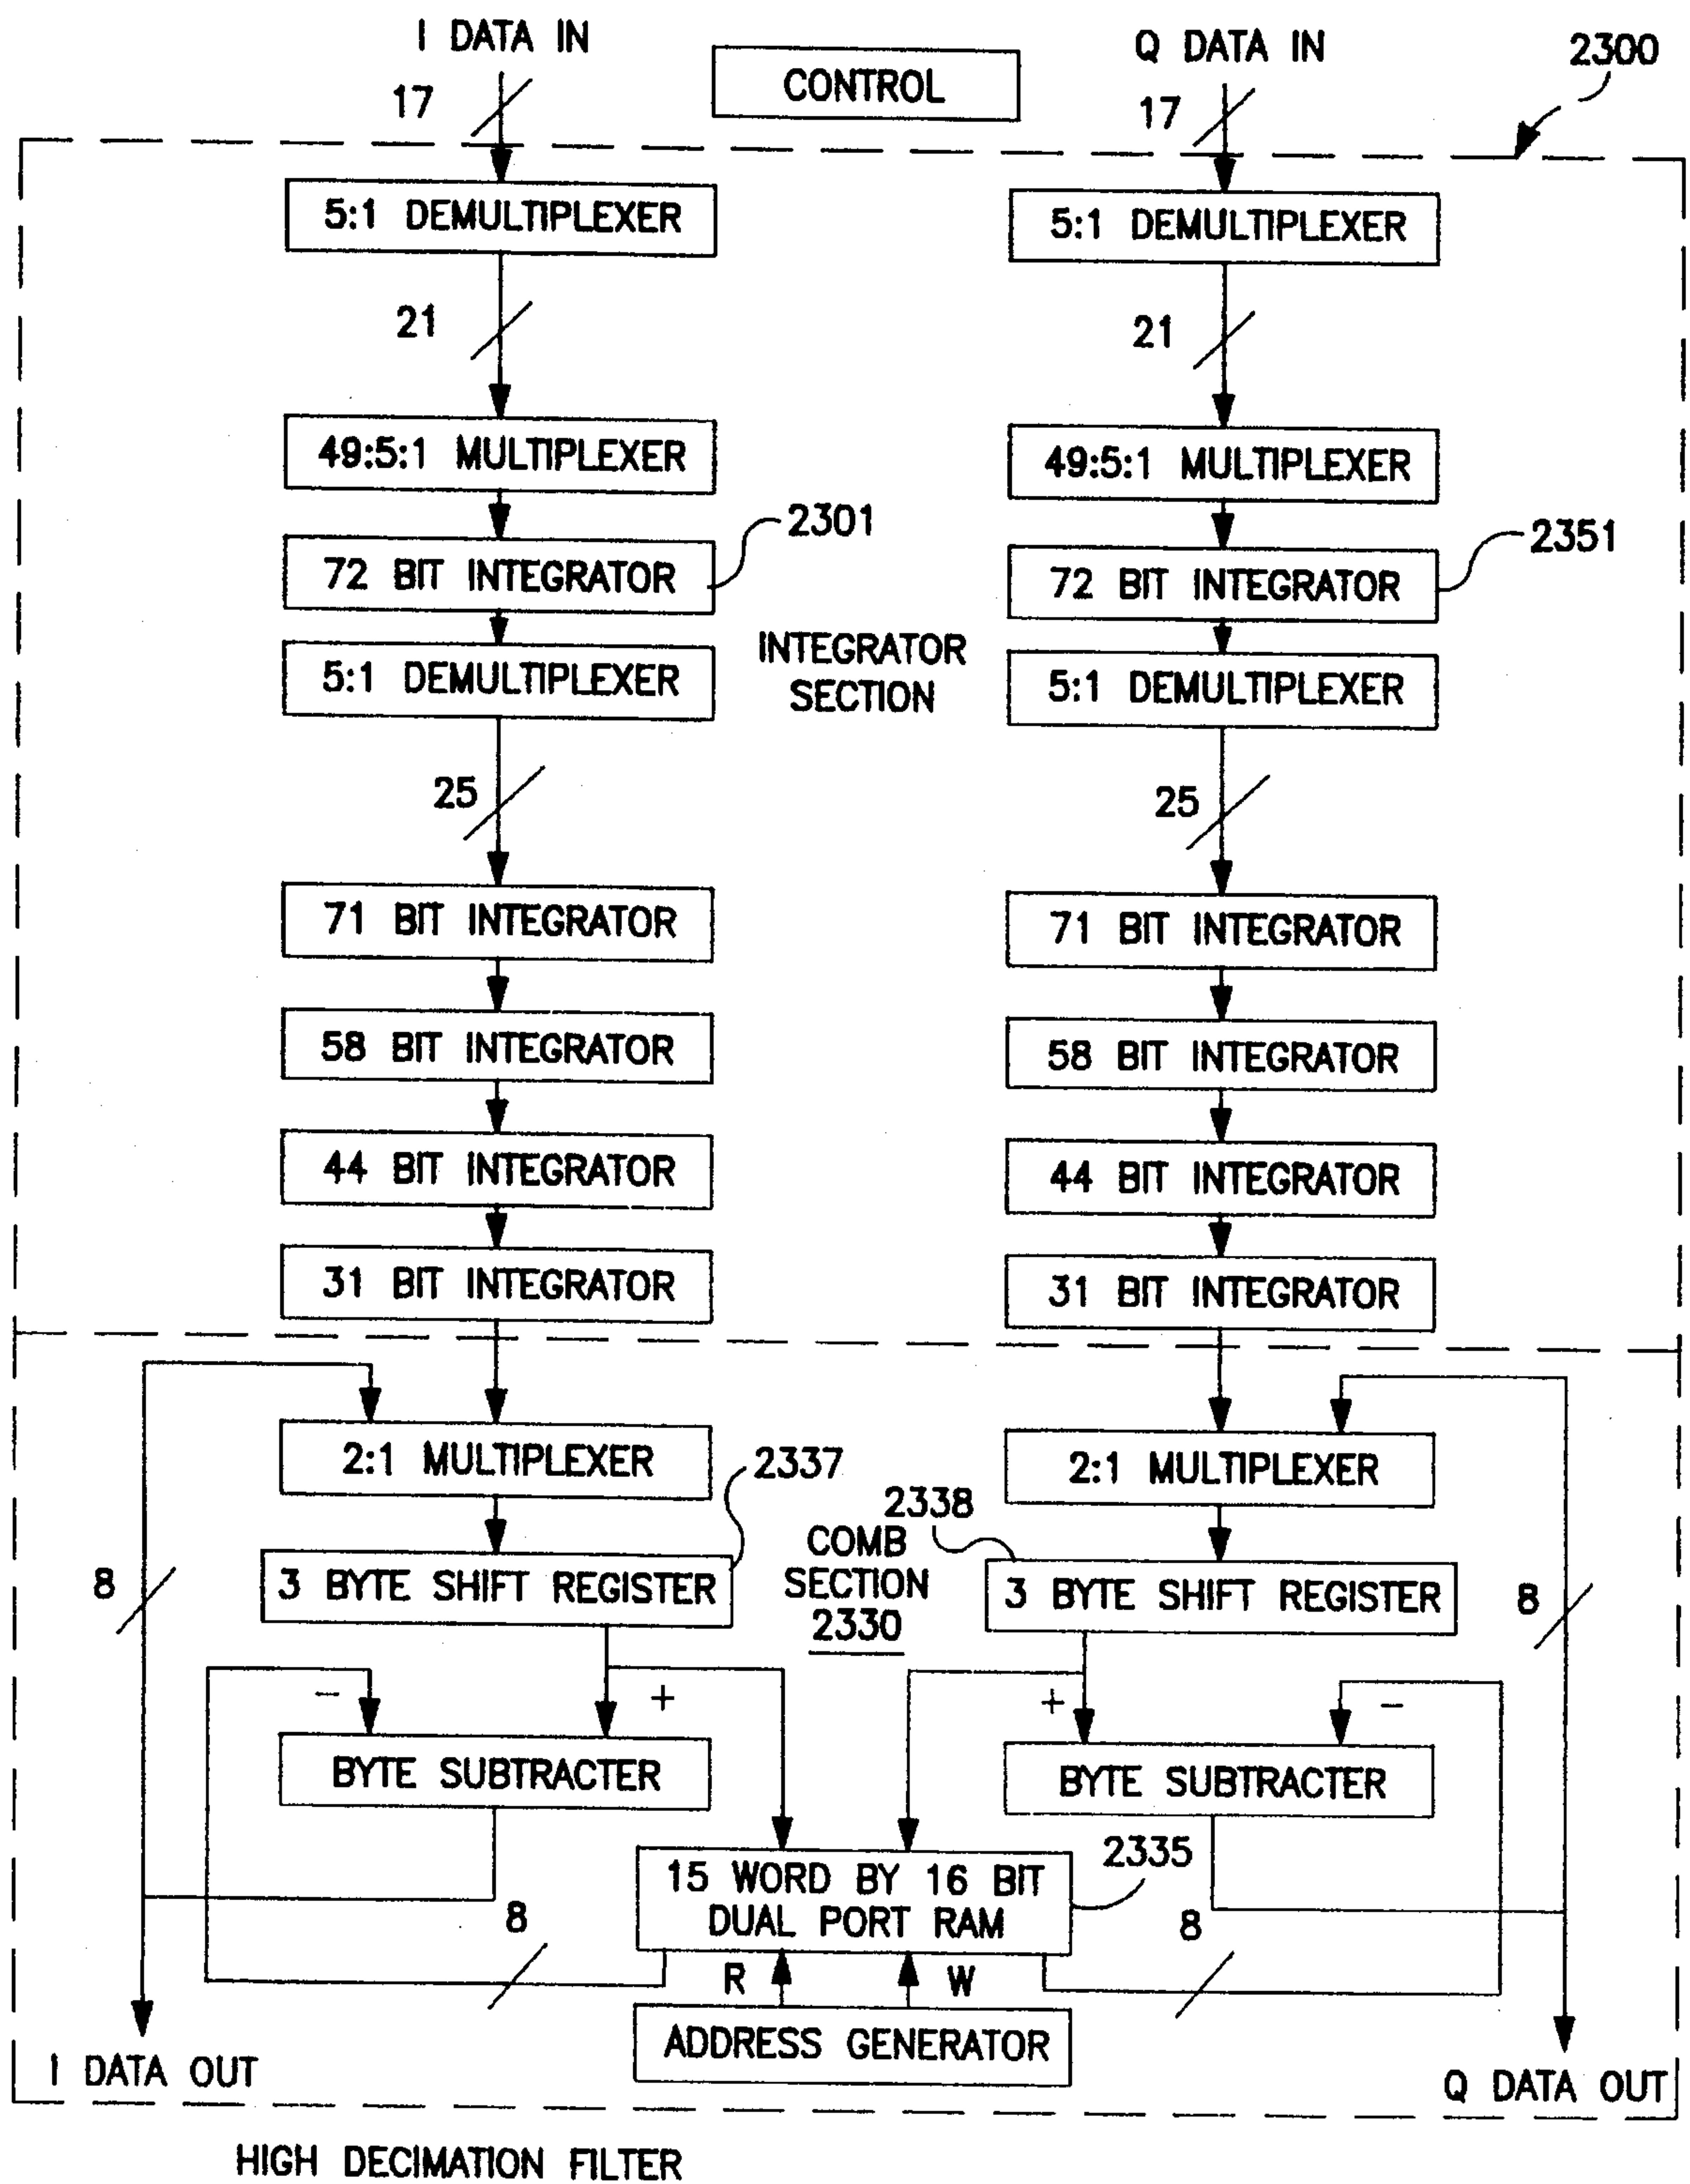 I DATA IN
CONTROL
Q DATA IN
2300
17
17
5:1 DEMULTIPLEXER
5:1 DEMULTIPLEXER
21
21
49:5:1 MULTIPLEXER
49:5:1 MULTIPLEXER
2301
2351
72 BIT INTEGRATOR
72 BIT INTEGRATOR
INTEGRATOR
SECTION
5:1 DEMULTIPLEXER
5:1 DEMULTIPLEXER
25
25
71 BIT INTEGRATOR
71 BIT INTEGRATOR
58 BIT INTEGRATOR
58 BIT INTEGRATOR
44 BIT INTEGRATOR
44 BIT INTEGRATOR
31 BIT INTEGRATOR
31 BIT INTEGRATOR
2:1 MULTIPLEXER
2:1 MULTIPLEXER
2337
2338
COMB
SECTION
2330
3 BYTE SHIFT REGISTER
3 BYTE SHIFT REGISTER
8
8
− +
+ −
BYTE SUBTRACTER
BYTE SUBTRACTER
2335
15 WORD BY 16 BIT
DUAL PORT RAM
8
8
R W
ADDRESS GENERATOR
I DATA OUT
Q DATA OUT
HIGH DECIMATION FILTER